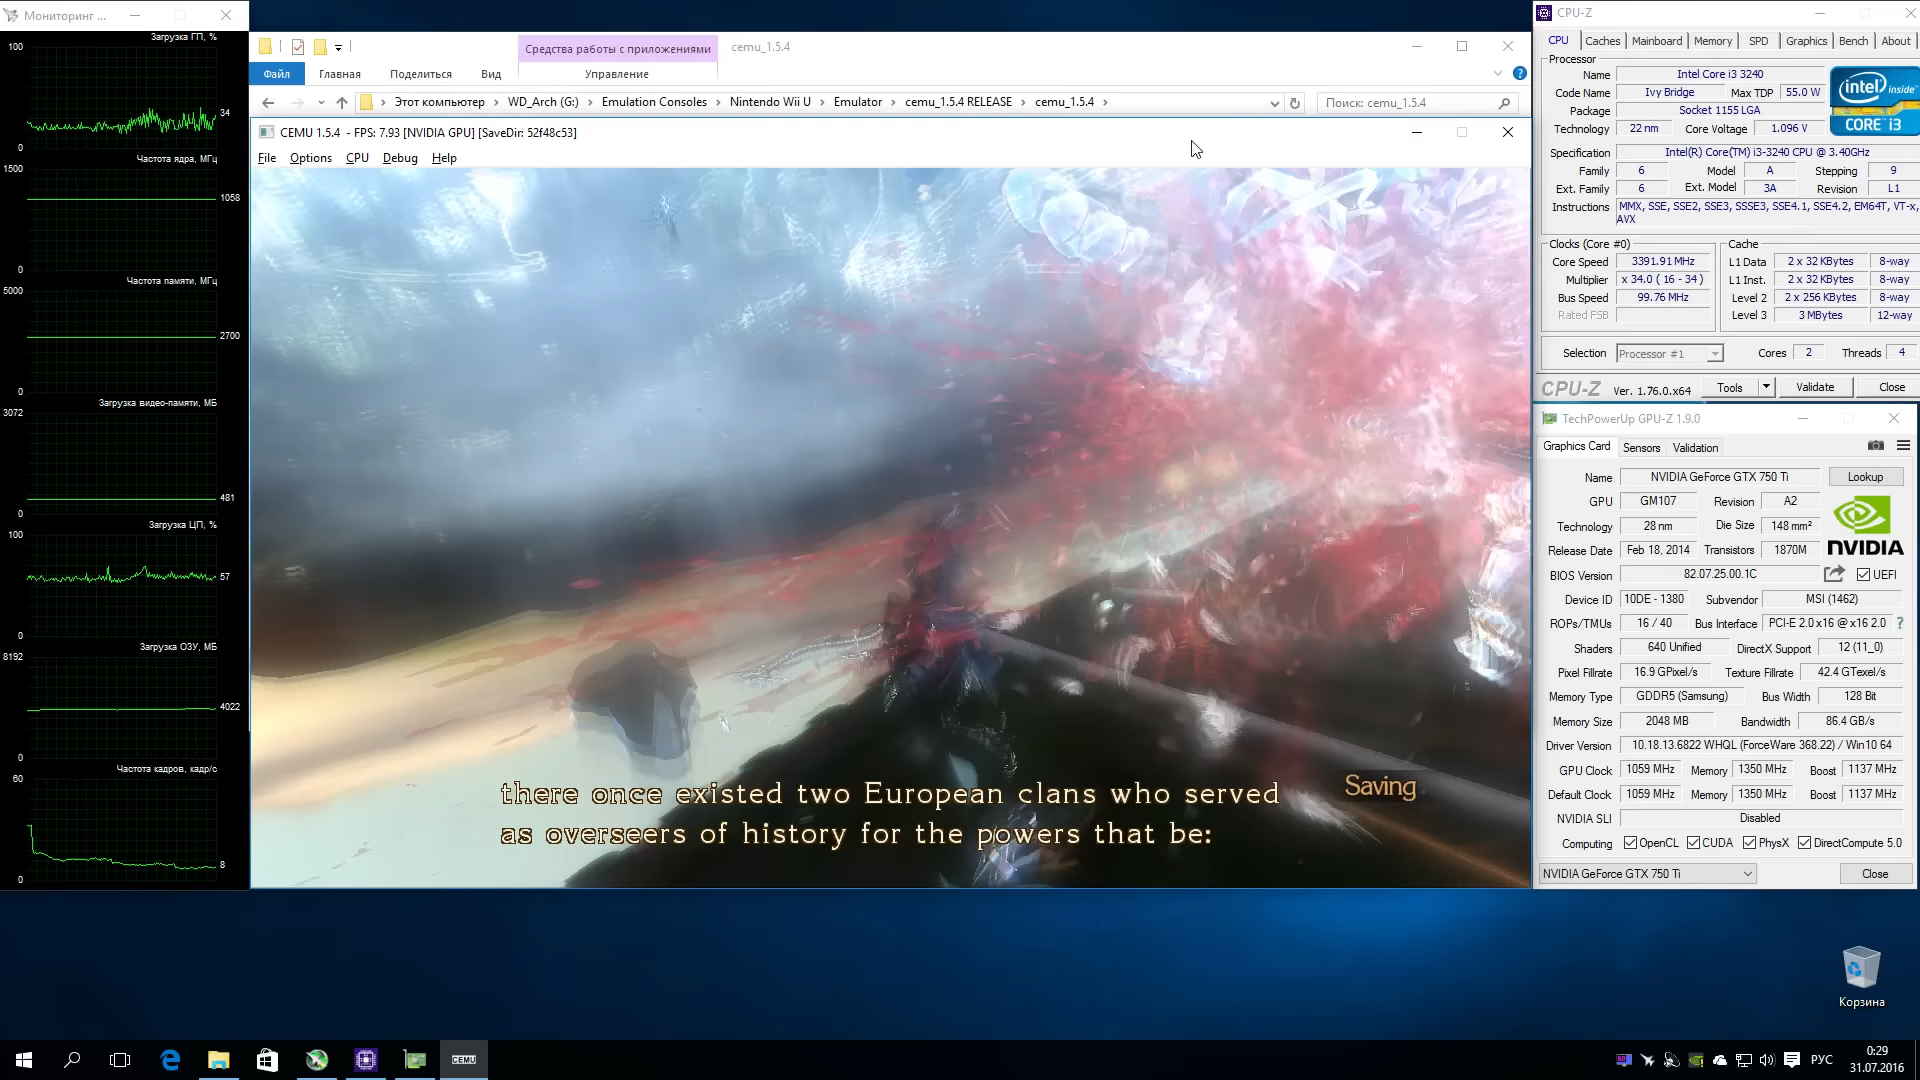 Мониторинг ...
Загрузка ГП, %
100
34
0
Частота ядра, МГц
1500
1058
0
Частота памяти, МГц
5000
2700
0
Загрузка видео-памяти, МБ
3072
481
0
Загрузка ЦП, %
100
57
0
Загрузка ОЗУ, МБ
8192
4022
0
Частота кадров, кадр/с
60
8
0
Средства работы с приложениями
cemu_1.5.4
Файл
Главная
Поделиться
Вид
Управление
Этот компьютер
WD_Arch (G:)
Emulation Consoles
Nintendo Wii U
Emulator
cemu_1.5.4 RELEASE
cemu_1.5.4
Поиск: cemu_1.5.4
CEMU 1.5.4 - FPS: 7.93 [NVIDIA GPU] [SaveDir: 52f48c53]
File Options CPU Debug Help
there once existed two European clans who served
as overseers of history for the powers that be:
Saving
CPU-Z
CPU Caches Mainboard Memory SPD Graphics Bench About
Processor
Name Intel Core i3 3240
Code Name Ivy Bridge Max TDP 55.0 W
Package Socket 1155 LGA
Technology 22 nm Core Voltage 1.096 V
intel inside™
CORE i3
Specification Intel(R) Core(TM) i3-3240 CPU @ 3.40GHz
Family 6 Model A Stepping 9
Ext. Family 6 Ext. Model 3A Revision L1
Instructions MMX, SSE, SSE2, SSE3, SSSE3, SSE4.1, SSE4.2, EM64T, VT-x,
AVX
Clocks (Core #0)
Core Speed 3391.91 MHz
Multiplier x 34.0 ( 16 - 34 )
Bus Speed 99.76 MHz
Rated FSB
Cache
L1 Data 2 x 32 KBytes 8-way
L1 Inst. 2 x 32 KBytes 8-way
Level 2 2 x 256 KBytes 8-way
Level 3 3 MBytes 12-way
Selection Processor #1 Cores 2 Threads 4
CPU-Z Ver. 1.76.0.x64 Tools Validate Close
TechPowerUp GPU-Z 1.9.0
Graphics Card Sensors Validation
Name NVIDIA GeForce GTX 750 Ti Lookup
GPU GM107 Revision A2
Technology 28 nm Die Size 148 mm²
Release Date Feb 18, 2014 Transistors 1870M
NVIDIA
BIOS Version 82.07.25.00.1C UEFI
Device ID 10DE - 1380 Subvendor MSI (1462)
ROPs/TMUs 16 / 40 Bus Interface PCI-E 2.0 x16 @ x16 2.0 ?
Shaders 640 Unified DirectX Support 12 (11_0)
Pixel Fillrate 16.9 GPixel/s Texture Fillrate 42.4 GTexel/s
Memory Type GDDR5 (Samsung) Bus Width 128 Bit
Memory Size 2048 MB Bandwidth 86.4 GB/s
Driver Version 10.18.13.6822 WHQL (ForceWare 368.22) / Win10 64
GPU Clock 1059 MHz Memory 1350 MHz Boost 1137 MHz
Default Clock 1059 MHz Memory 1350 MHz Boost 1137 MHz
NVIDIA SLI Disabled
Computing OpenCL CUDA PhysX DirectCompute 5.0
NVIDIA GeForce GTX 750 Ti Close
Корзина
CEMU
РУС
0:29
31.07.2016